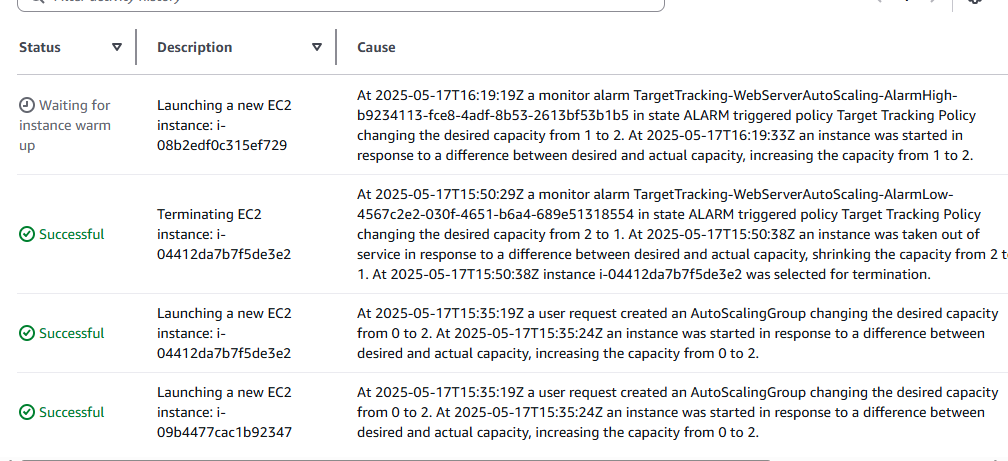 Filter activity history
Status
Description
Cause
Waiting for
instance warm
up
Launching a new EC2
instance: i-
08b2edf0c315ef729
At 2025-05-17T16:19:19Z a monitor alarm TargetTracking-WebServerAutoScaling-AlarmHigh-
b9234113-fce8-4adf-8b53-2613bf53b1b5 in state ALARM triggered policy Target Tracking Policy
changing the desired capacity from 1 to 2. At 2025-05-17T16:19:33Z an instance was started in
response to a difference between desired and actual capacity, increasing the capacity from 1 to 2.
Successful
Terminating EC2
instance: i-
04412da7b7f5de3e2
At 2025-05-17T15:50:29Z a monitor alarm TargetTracking-WebServerAutoScaling-AlarmLow-
4567c2e2-030f-4651-b6a4-689e51318554 in state ALARM triggered policy Target Tracking Policy
changing the desired capacity from 2 to 1. At 2025-05-17T15:50:38Z an instance was taken out of
service in response to a difference between desired and actual capacity, shrinking the capacity from 2 t
1. At 2025-05-17T15:50:38Z instance i-04412da7b7f5de3e2 was selected for termination.
Successful
Launching a new EC2
instance: i-
04412da7b7f5de3e2
At 2025-05-17T15:35:19Z a user request created an AutoScalingGroup changing the desired capacity
from 0 to 2. At 2025-05-17T15:35:24Z an instance was started in response to a difference between
desired and actual capacity, increasing the capacity from 0 to 2.
Successful
Launching a new EC2
instance: i-
09b4477cac1b92347
At 2025-05-17T15:35:19Z a user request created an AutoScalingGroup changing the desired capacity
from 0 to 2. At 2025-05-17T15:35:24Z an instance was started in response to a difference between
desired and actual capacity, increasing the capacity from 0 to 2.